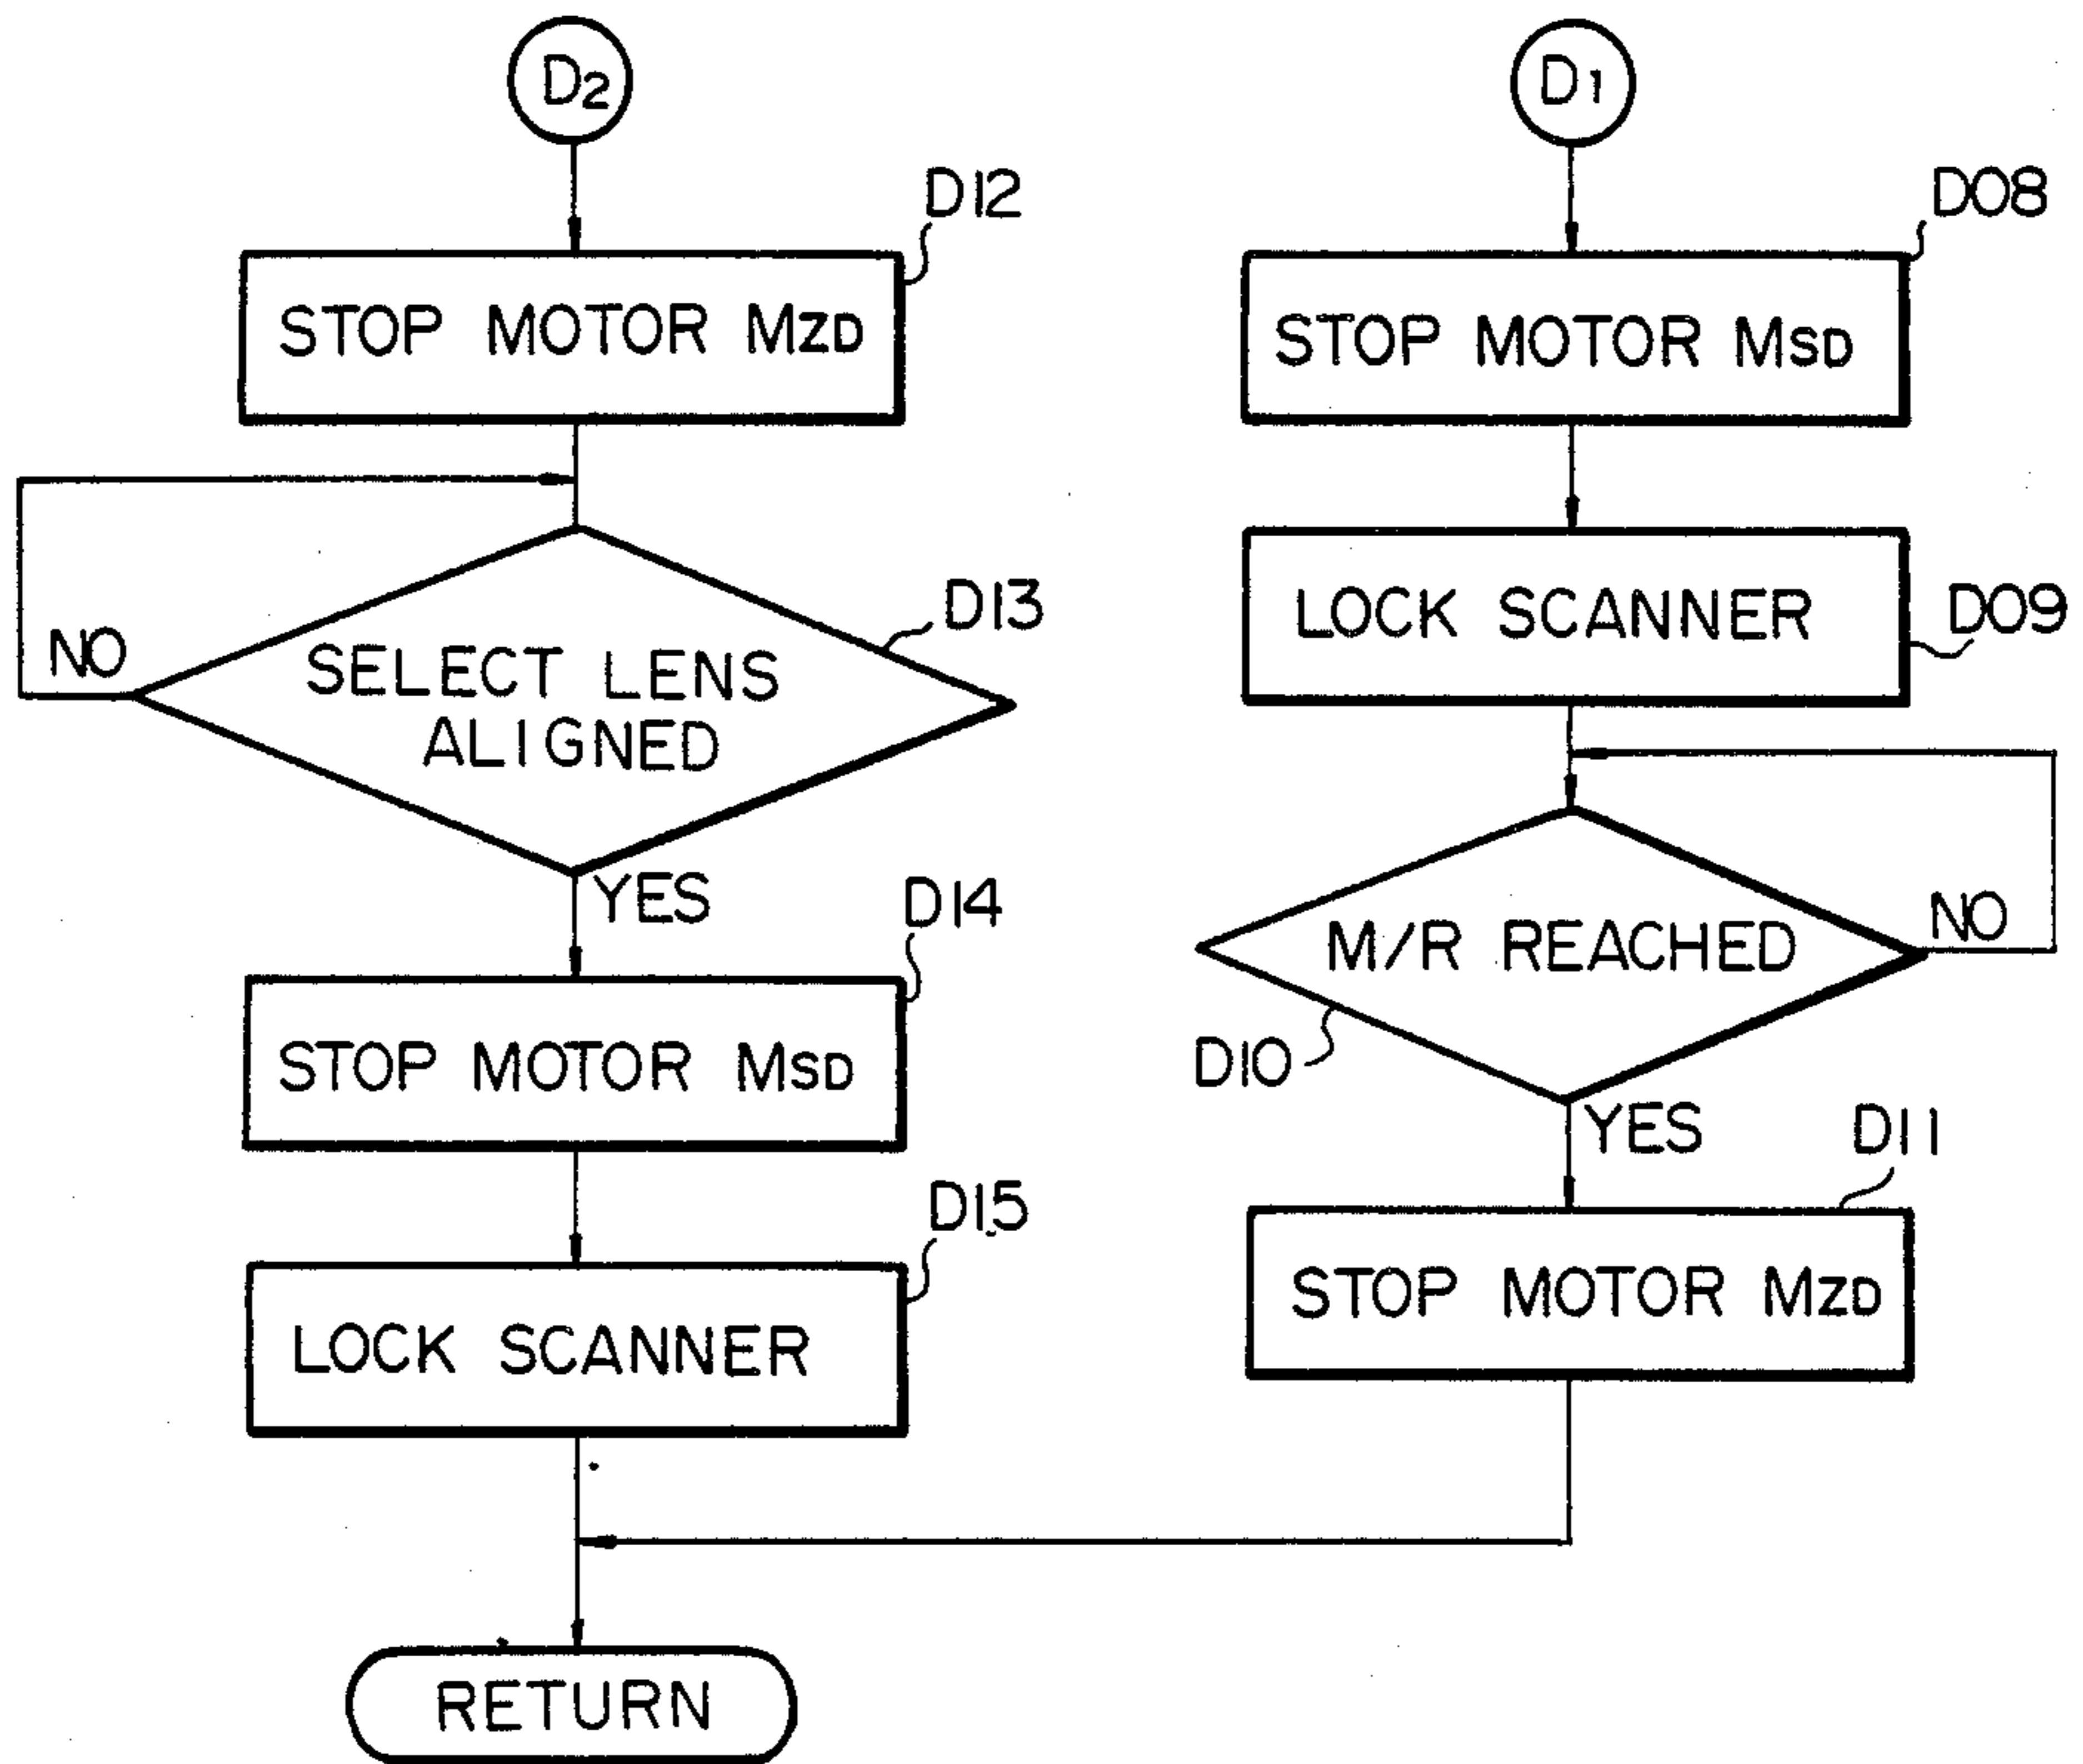 D2
D12
STOP MOTOR MZD
D13
SELECT LENS
ALIGNED
NO
YES
D14
STOP MOTOR MSD
D15
LOCK SCANNER
RETURN
D1
D08
STOP MOTOR MSD
LOCK SCANNER
D09
M/R REACHED
NO
D10
YES
D11
STOP MOTOR MZD